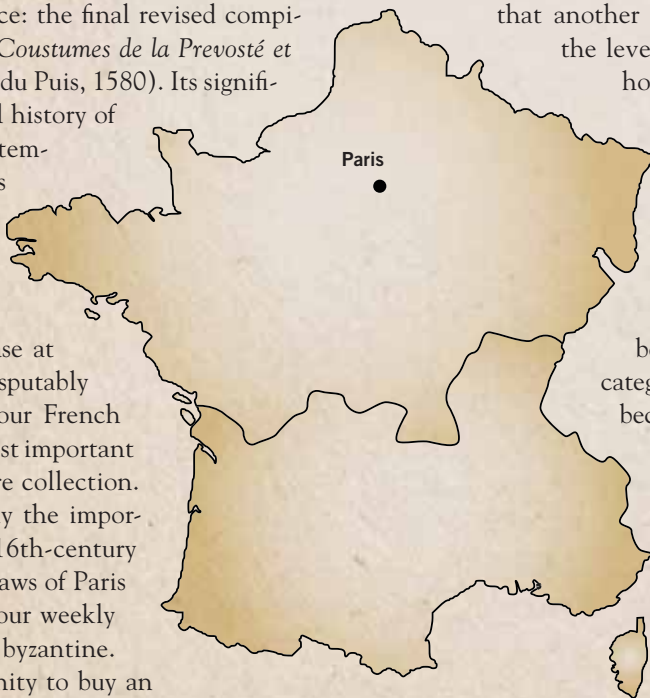 ce: the final revised compi-
Coustumes de la Prevosté et
du Puis, 1580). Its signifi-
l history of
tem-
s
se at
sputably
our French
st important
re collection.
y the impor-
16th-century
aws of Paris
our weekly
byzantine.
nity to buy an
Paris
that another
the leve
ho
be
categ
bec